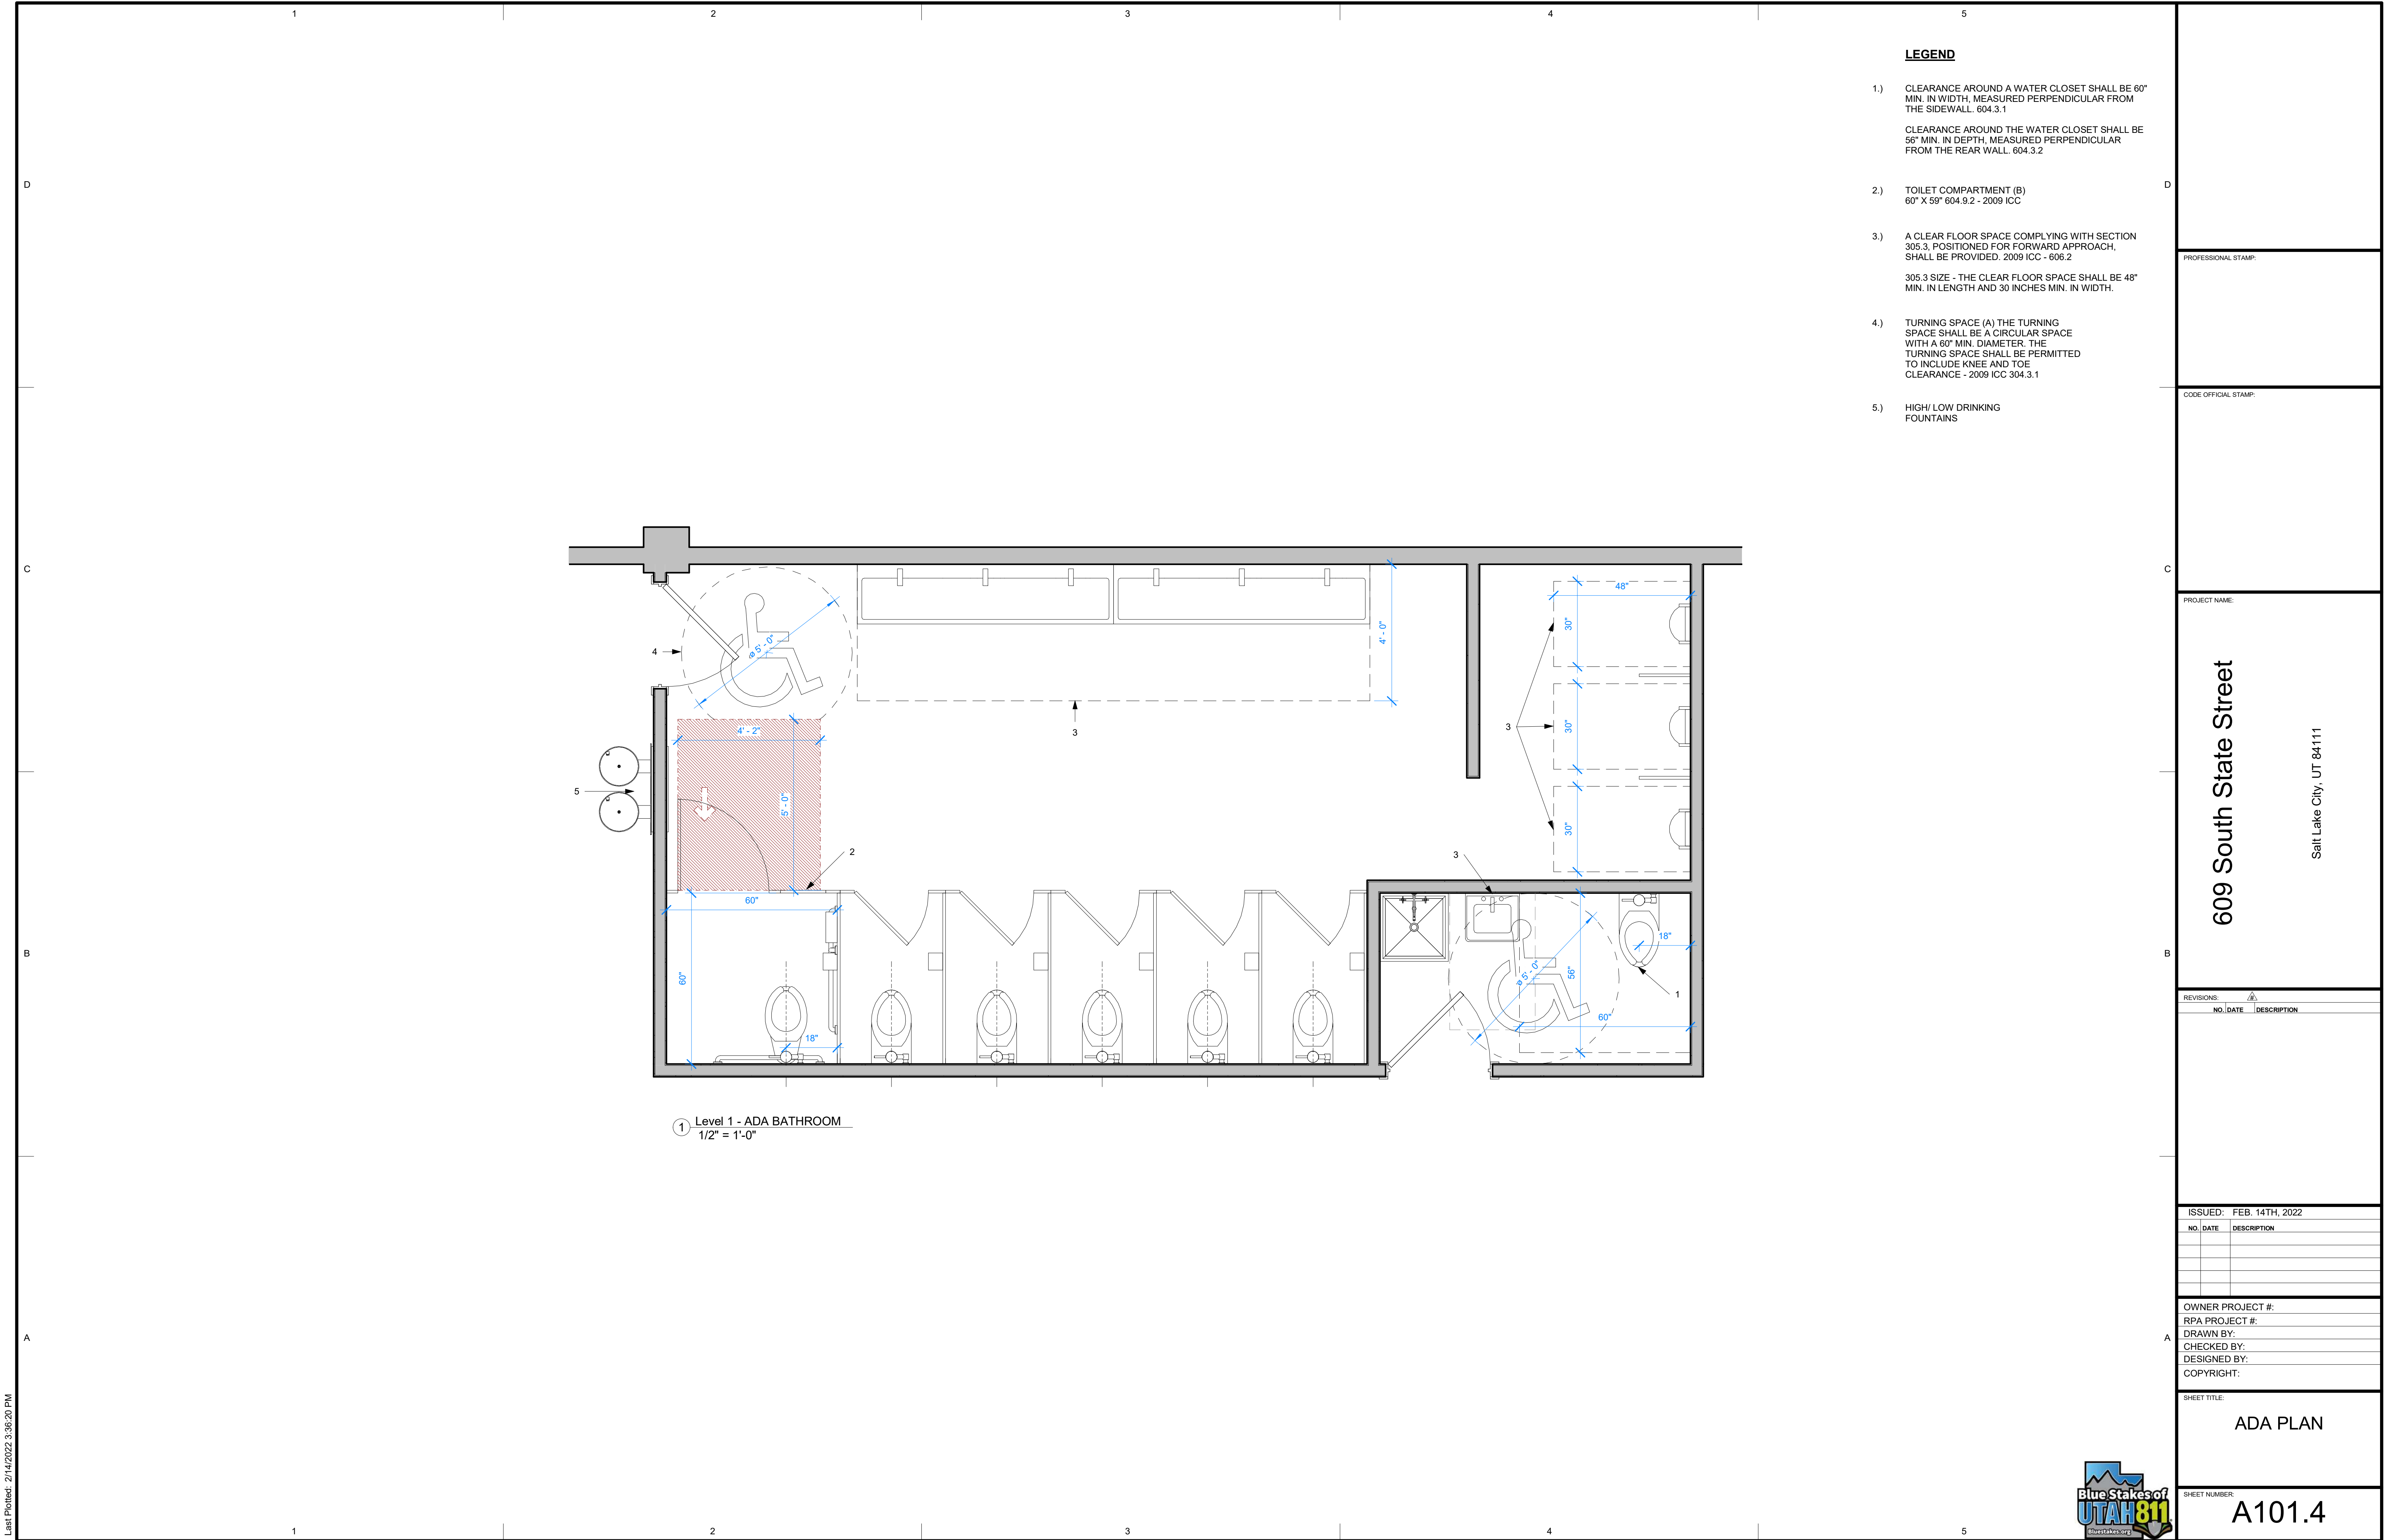 1 2 3 4 5
LEGEND
1.) CLEARANCE AROUND A WATER CLOSET SHALL BE 60"
MIN. IN WIDTH, MEASURED PERPENDICULAR FROM
THE SIDEWALL. 604.3.1
CLEARANCE AROUND THE WATER CLOSET SHALL BE
56" MIN. IN DEPTH, MEASURED PERPENDICULAR
FROM THE REAR WALL. 604.3.2
2.) TOILET COMPARTMENT (B)
60" X 59" 604.9.2 - 2009 ICC
3.) A CLEAR FLOOR SPACE COMPLYING WITH SECTION
305.3, POSITIONED FOR FORWARD APPROACH,
SHALL BE PROVIDED. 2009 ICC - 606.2
305.3 SIZE - THE CLEAR FLOOR SPACE SHALL BE 48"
MIN. IN LENGTH AND 30 INCHES MIN. IN WIDTH.
4.) TURNING SPACE (A) THE TURNING
SPACE SHALL BE A CIRCULAR SPACE
WITH A 60" MIN. DIAMETER. THE
TURNING SPACE SHALL BE PERMITTED
TO INCLUDE KNEE AND TOE
CLEARANCE - 2009 ICC 304.3.1
5.) HIGH/ LOW DRINKING
FOUNTAINS
D
D
C
C
B
B
A
A
48"
30"
4' - 0"
ø 5' - 0"
4
3
3
30"
4' - 2"
5' - 0"
5
30"
2
3
60"
60"
18"
18"
ø 5' - 0"
56"
1
60"
1 Level 1 - ADA BATHROOM
1/2" = 1'-0"
PROFESSIONAL STAMP:
CODE OFFICIAL STAMP:
PROJECT NAME:
609 South State Street
Salt Lake City, UT 84111
REVISIONS: #
NO. DATE DESCRIPTION
ISSUED: FEB. 14TH, 2022
NO. DATE DESCRIPTION
OWNER PROJECT #:
RPA PROJECT #:
DRAWN BY:
CHECKED BY:
DESIGNED BY:
COPYRIGHT:
SHEET TITLE:
ADA PLAN
SHEET NUMBER:
A101.4
Blue Stakes of
UTAH 811
Bluestakes.org
Last Plotted: 2/14/2022 3:36:20 PM
1 2 3 4 5